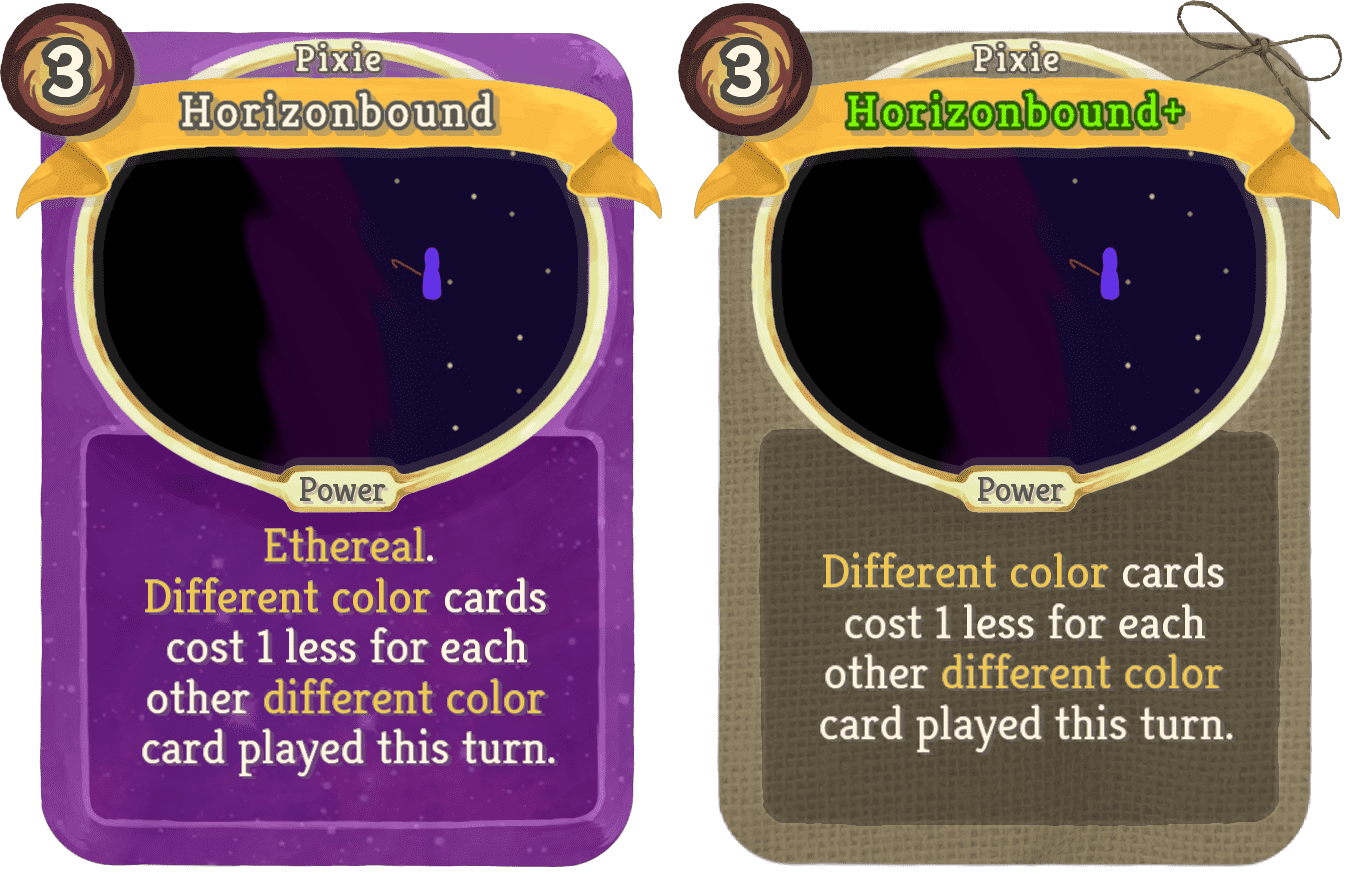 3
Pixie
Horizonbound
Power
Ethereal.
Different color cards
cost 1 less for each
other different color
card played this turn.
3
Pixie
Horizonbound+
Power
Different color cards
cost 1 less for each
other different color
card played this turn.